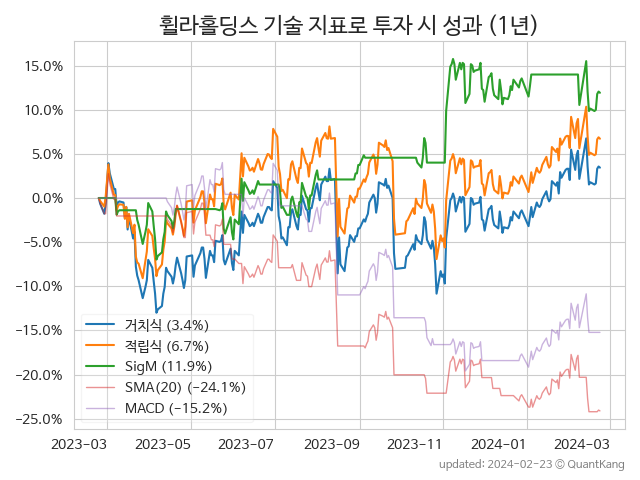 휠라홀딩스 기술 지표로 투자 시 성과 (1년)
15.0%
10.0%
5.0%
0.0%
−5.0%
−10.0%
−15.0%
−20.0%
−25.0%
거치식 (3.4%)
적립식 (6.7%)
SigM (11.9%)
SMA(20) (−24.1%)
MACD (−15.2%)
2023-03 2023-05 2023-07 2023-09 2023-11 2024-01 2024-03
updated: 2024-02-23 © QuantKang